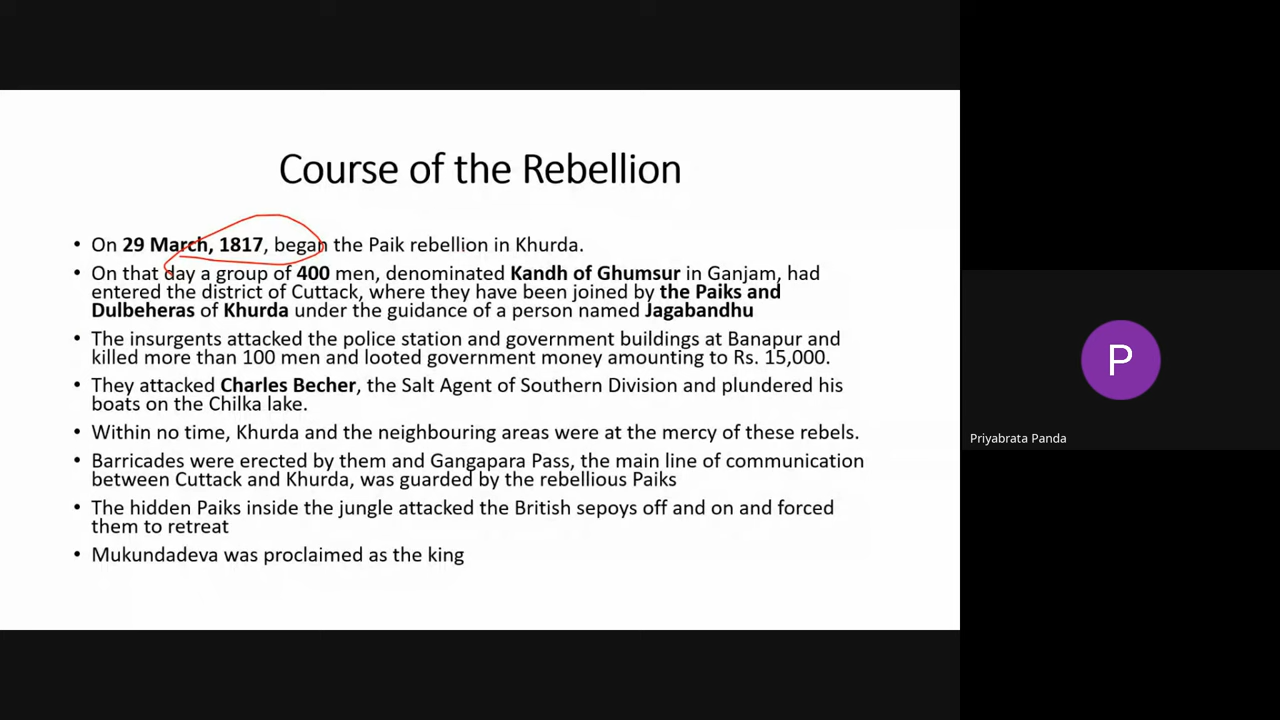 Course of the Rebellion
• On 29 March, 1817, began the Paik rebellion in Khurda.
• On that day a group of 400 men, denominated Kandh of Ghumsur in Ganjam, had
entered the district of Cuttack, where they have been joined by the Paiks and
Dulbeheras of Khurda under the guidance of a person named Jagabandhu
• The insurgents attacked the police station and government buildings at Banapur and
killed more than 100 men and looted government money amounting to Rs. 15,000.
• They attacked Charles Becher, the Salt Agent of Southern Division and plundered his
boats on the Chilka lake.
• Within no time, Khurda and the neighbouring areas were at the mercy of these rebels.
• Barricades were erected by them and Gangapara Pass, the main line of communication
between Cuttack and Khurda, was guarded by the rebellious Paiks
• The hidden Paiks inside the jungle attacked the British sepoys off and on and forced
them to retreat
• Mukundadeva was proclaimed as the king
P
Priyabrata Panda